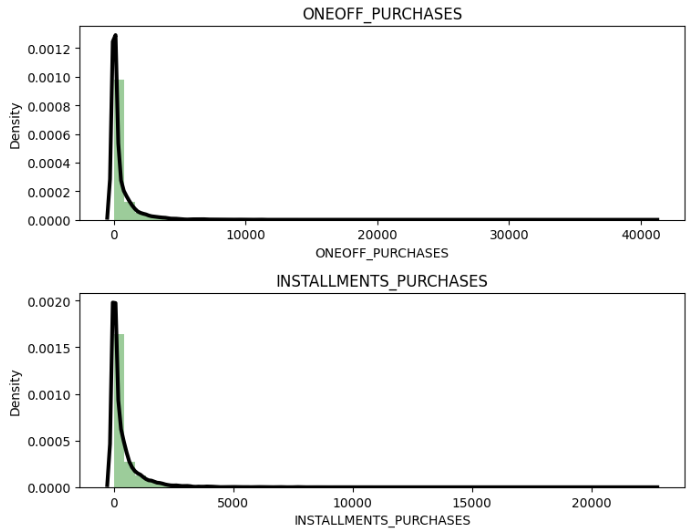 ONEOFF_PURCHASES
Density
0.0012
0.0010
0.0008
0.0006
0.0004
0.0002
0.0000
0 10000 20000 30000 40000
ONEOFF_PURCHASES
INSTALLMENTS_PURCHASES
Density
0.0020
0.0015
0.0010
0.0005
0.0000
0 5000 10000 15000 20000
INSTALLMENTS_PURCHASES